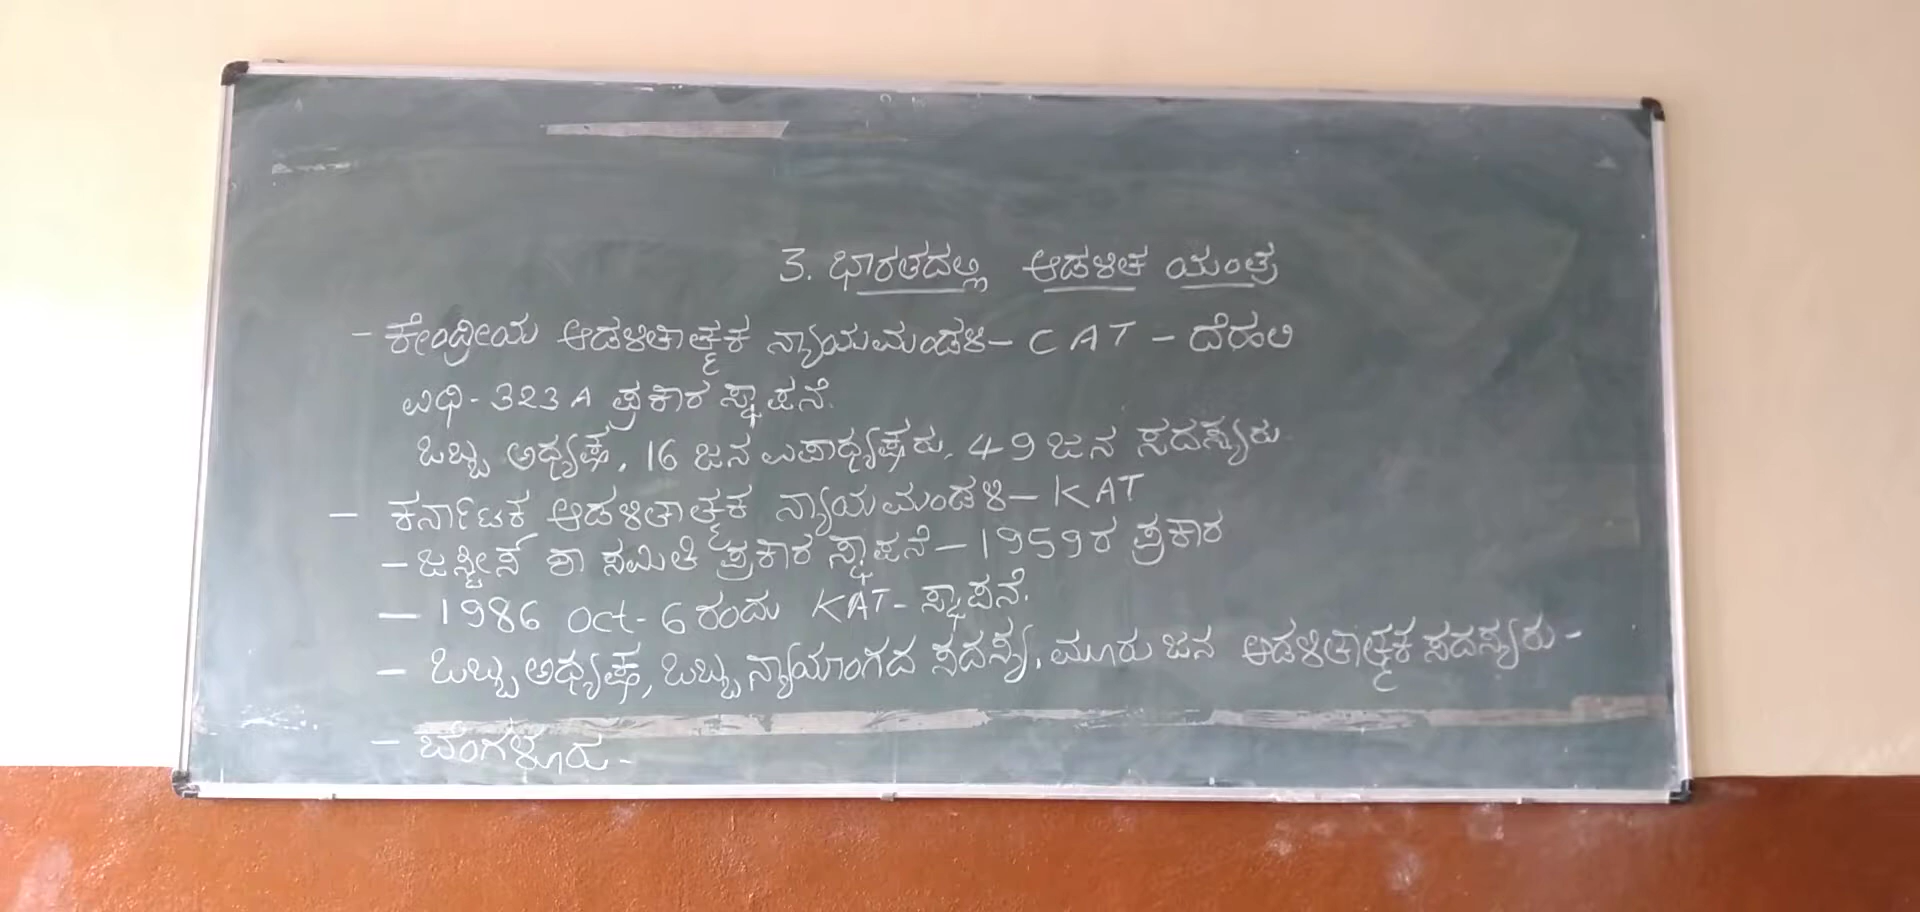 3. ಭಾರತದಲ್ಲಿ ಆಡಳಿತ ಯಂತ್ರ
- ಕೇಂದ್ರೀಯ ಆಡಳಿತಾತ್ಮಕ ನ್ಯಾಯಮಂಡಳಿ - CAT - ದೆಹಲಿ
ವಿಧಿ - 323 A ಪ್ರಕಾರ ಸ್ಥಾಪನೆ.
ಒಬ್ಬ ಅಧ್ಯಕ್ಷ, 16 ಜನ ಉಪಾಧ್ಯಕ್ಷರು, 49 ಜನ ಸದಸ್ಯರು.
- ಕರ್ನಾಟಕ ಆಡಳಿತಾತ್ಮಕ ನ್ಯಾಯಮಂಡಳಿ - KAT
- ಜಸ್ಟೀಸ್ ಶಾ ಸಮಿತಿ ಪ್ರಕಾರ ಸ್ಥಾಪನೆ - 1959ರ ಪ್ರಕಾರ
- 1986 Oct - 6 ರಂದು KAT - ಸ್ಥಾಪನೆ.
- ಒಬ್ಬ ಅಧ್ಯಕ್ಷ, ಒಬ್ಬ ನ್ಯಾಯಾಂಗದ ಸದಸ್ಯ, ಮೂರು ಜನ ಆಡಳಿತಾತ್ಮಕ ಸದಸ್ಯರು -
- ಬೆಂಗಳೂರು -